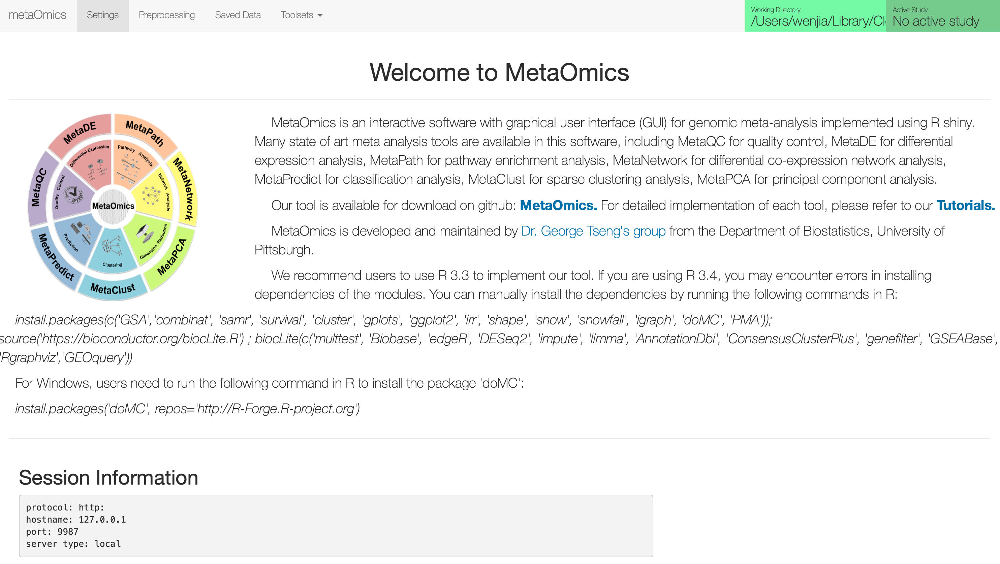 metaOmics Settings Preprocessing Saved Data Toolsets
Working Directory
/Users/wenjia/Library/Cl
Active Study
No active study
Welcome to MetaOmics
MetaDE
MetaPath
MetaNetwork
MetaPCA
MetaClust
MetaPredict
MetaQC
Differential Expression
Pathway Analysis
Network Analysis
Dimension Reduction
Clustering
Prediction
Quality Control
APPROVED
MetaOmics
MetaOmics is an interactive software with graphical user interface (GUI) for genomic meta-analysis implemented using R shiny.
Many state of art meta analysis tools are available in this software, including MetaQC for quality control, MetaDE for differential
expression analysis, MetaPath for pathway enrichment analysis, MetaNetwork for differential co-expression network analysis,
MetaPredict for classification analysis, MetaClust for sparse clustering analysis, MetaPCA for principal component analysis.
Our tool is available for download on github: MetaOmics. For detailed implementation of each tool, please refer to our Tutorials.
MetaOmics is developed and maintained by Dr. George Tseng's group from the Department of Biostatistics, University of
Pittsburgh.
We recommend users to use R 3.3 to implement our tool. If you are using R 3.4, you may encounter errors in installing
dependencies of the modules. You can manually install the dependencies by running the following commands in R:
install.packages(c('GSA','combinat', 'samr', 'survival', 'cluster', 'gplots', 'ggplot2', 'irr', 'shape', 'snow', 'snowfall', 'igraph', 'doMC', 'PMA'));
source('https://bioconductor.org/biocLite.R') ; biocLite(c('multtest', 'Biobase', 'edgeR', 'DESeq2', 'impute', 'limma', 'AnnotationDbi', 'ConsensusClusterPlus', 'genefilter', 'GSEABase',
'Rgraphviz','GEOquery'))
For Windows, users need to run the following command in R to install the package 'doMC':
install.packages('doMC', repos='http://R-Forge.R-project.org')
Session Information
protocol: http:
hostname: 127.0.0.1
port: 9987
server type: local